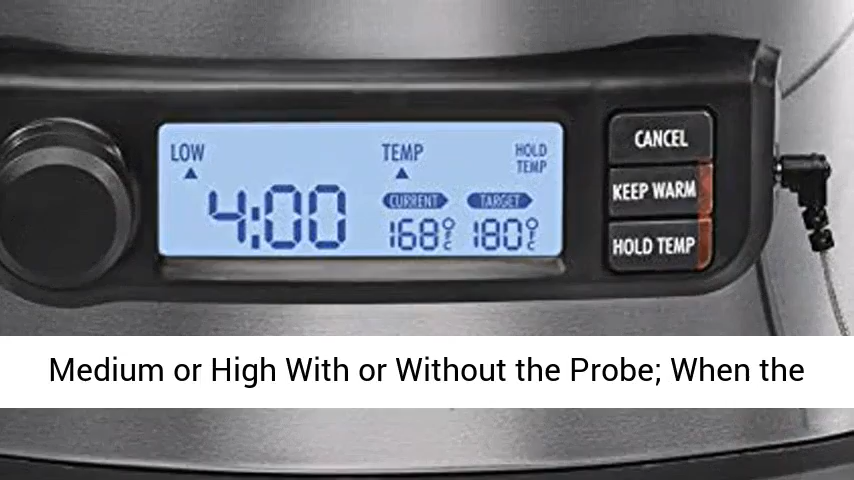 LOW
TEMP
HOLD
TEMP
4:00
CURRENT
TARGET
168°F
180°F
CANCEL
KEEP WARM
HOLD TEMP
Medium or High With or Without the Probe; When the